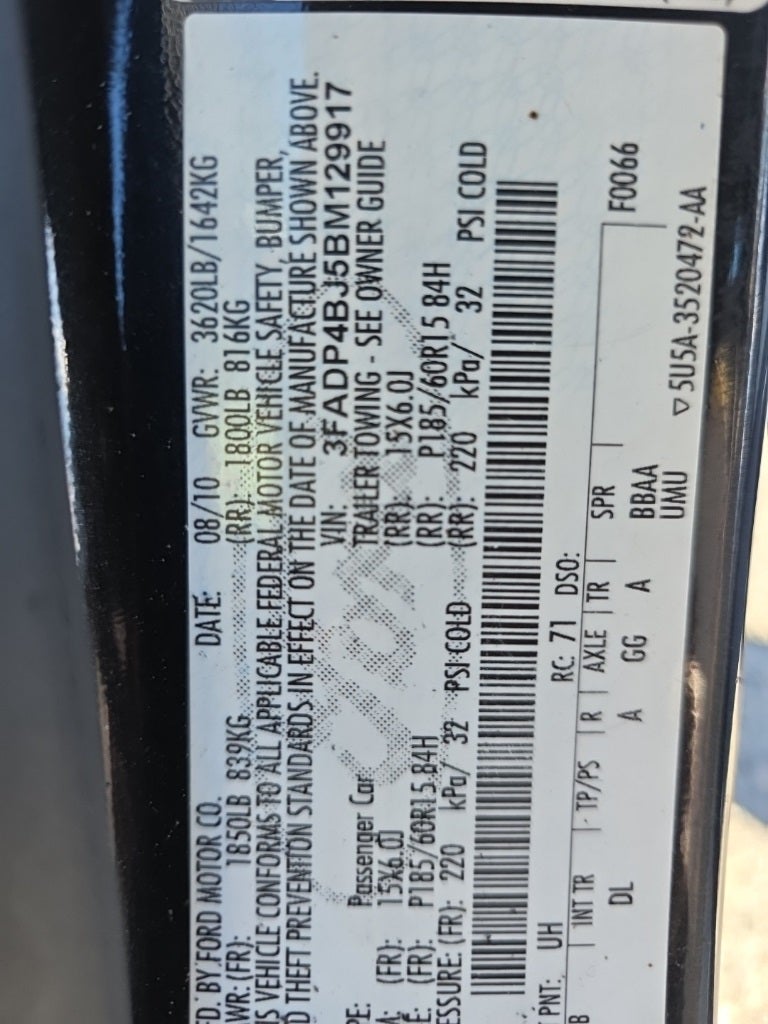 FD. BY FORD MOTOR CO. DATE: 08/10 GVWR: 3620LB/1642KG
WR: (FR): 1850LB 839KG (RR): 1800LB 816KG
S VEHICLE CONFORMS TO ALL APPLICABLE FEDERAL MOTOR VEHICLE SAFETY, BUMPER,
D THEFT PREVENTION STANDARDS IN EFFECT ON THE DATE OF MANUFACTURE SHOWN ABOVE.
VIN: 3FADP4BJ5BM129917
PE: Passenger Car TRAILER TOWING - SEE OWNER GUIDE
M: (FR): 15X6.0J (RR): 15X6.0J
E: (FR): P185/60R15 84H (RR): P185/60R15 84H
ESSURE: (FR): 220 kPa/ 32 PSI COLD (RR): 220 kPa/ 32 PSI COLD
PNT: UH RC: 71 DSO:
B INT TR TP/PS R AXLE TR SPR F0066
DL A GG A BBAA
UMU
5U5A-3520472-AA